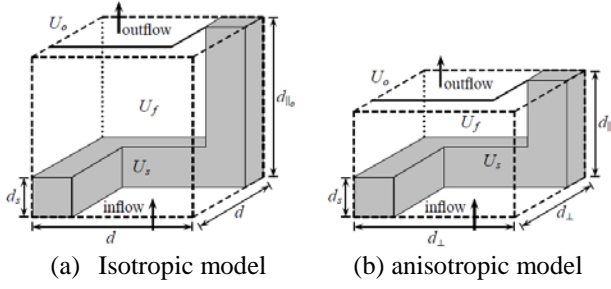 U_o outflow
U_f
U_s
d_s
inflow
d
d
d_{||o}
(a) Isotropic model
U_o outflow
U_f
U_s
d_s
inflow
d_⊥
d_⊥
d_{||}
(b) anisotropic model